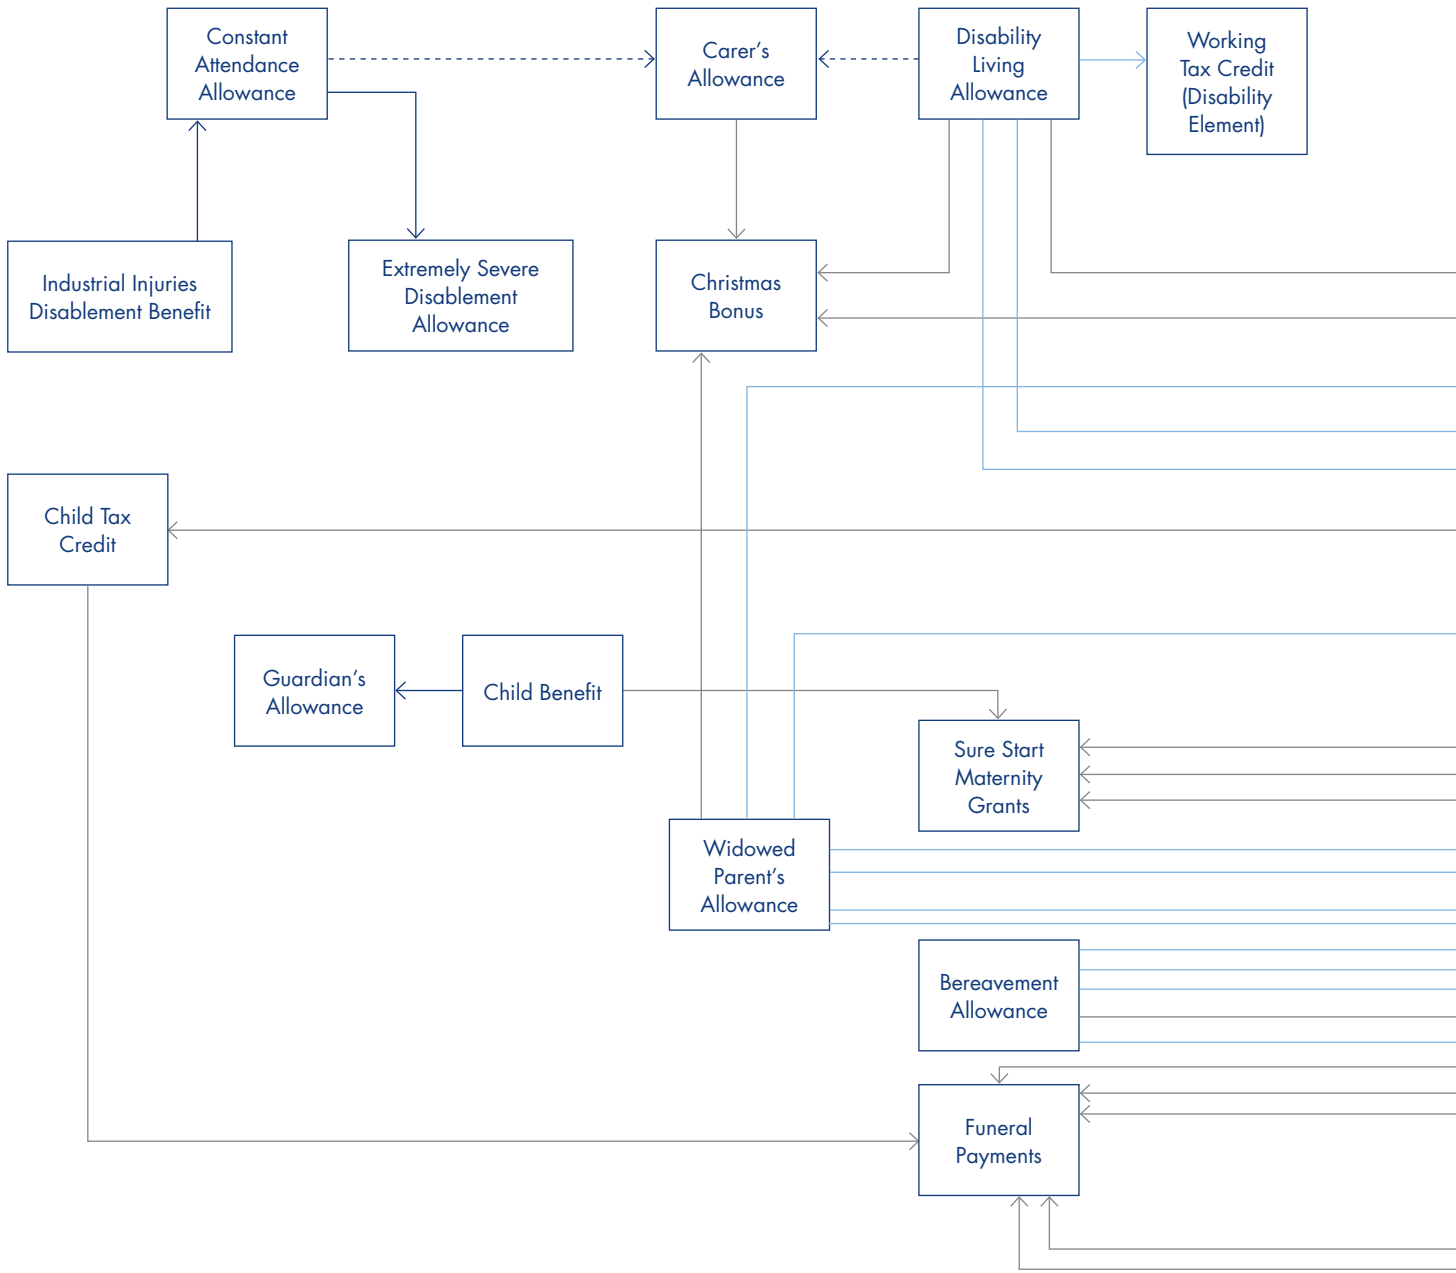 Constant
Attendance
Allowance
Carer’s
Allowance
Disability
Living
Allowance
Working
Tax Credit
(Disability
Element)
Industrial Injuries
Disablement Benefit
Extremely Severe
Disablement
Allowance
Christmas
Bonus
Child Tax
Credit
Guardian’s
Allowance
Child Benefit
Sure Start
Maternity
Grants
Widowed
Parent’s
Allowance
Bereavement
Allowance
Funeral
Payments